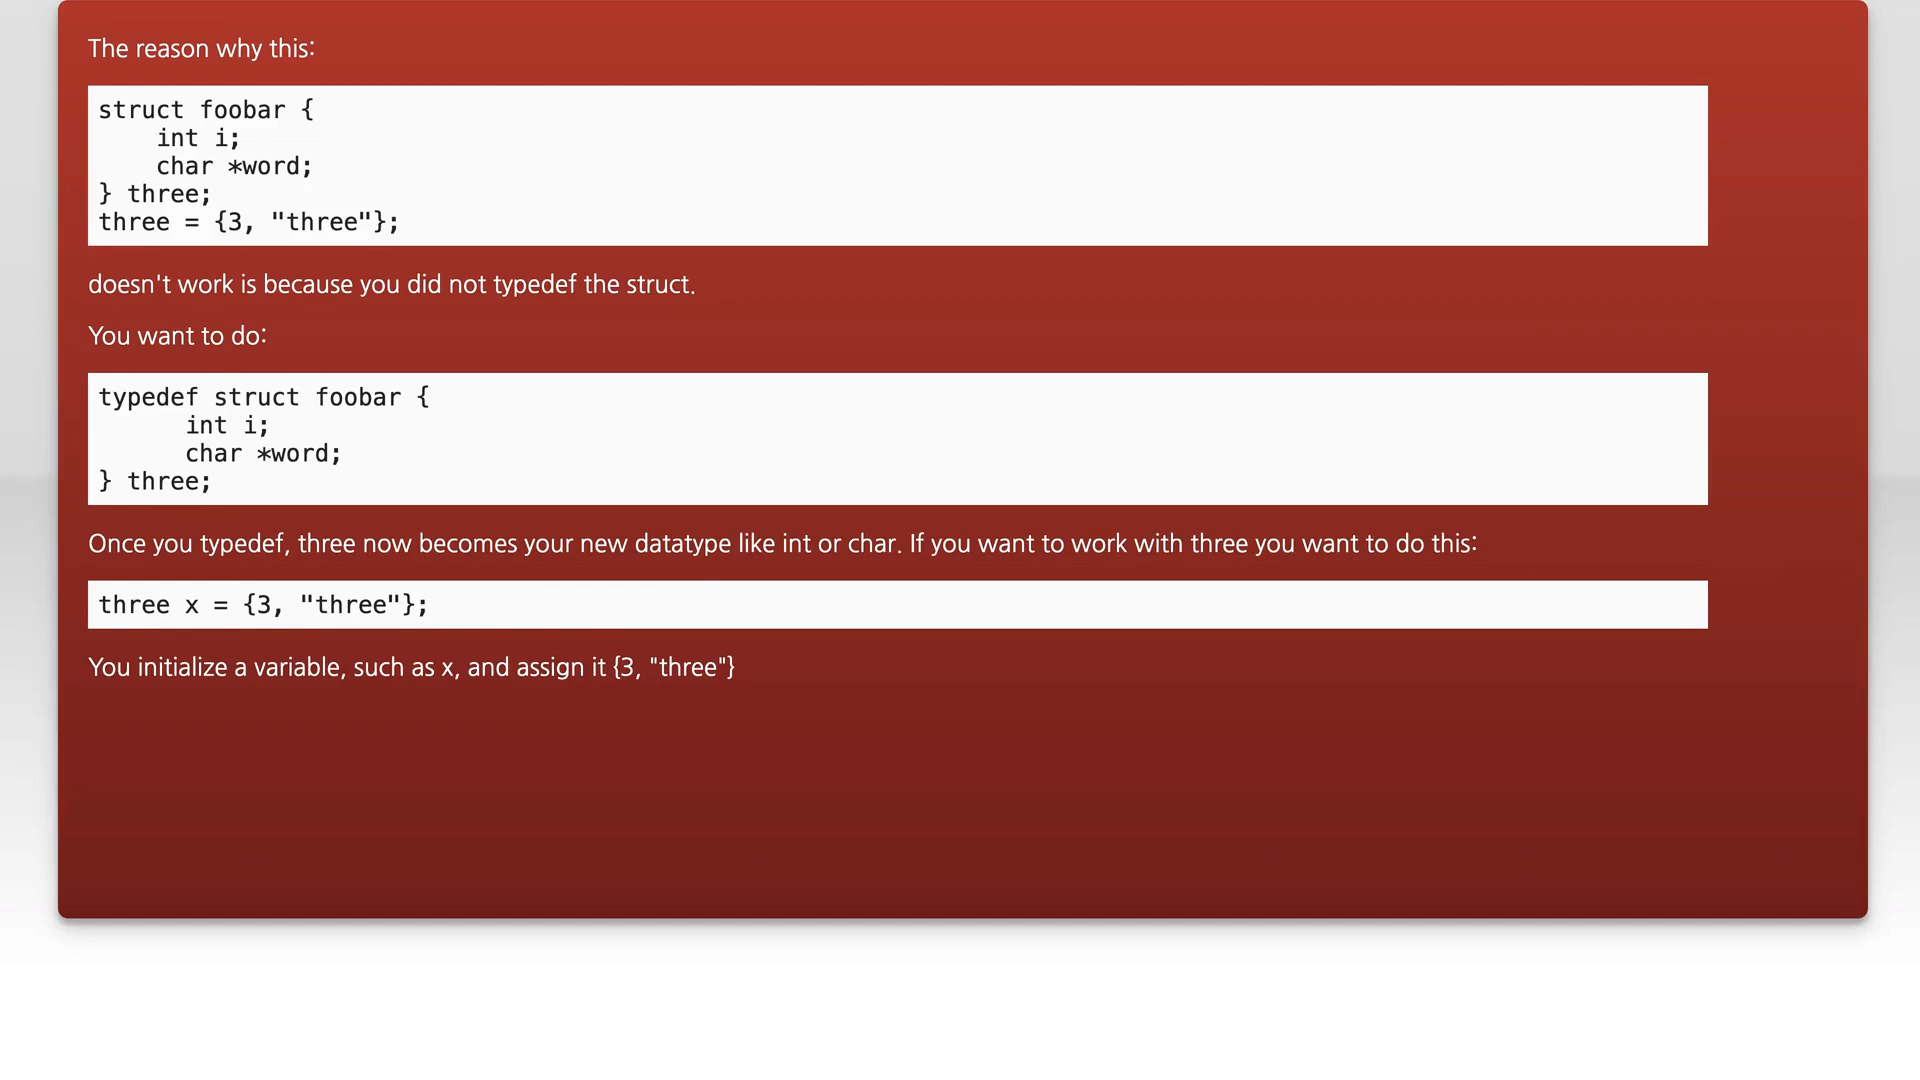 The reason why this:
struct foobar {
    int i;
    char *word;
} three;
three = {3, "three"};
doesn't work is because you did not typedef the struct.
You want to do:
typedef struct foobar {
      int i;
      char *word;
} three;
Once you typedef, three now becomes your new datatype like int or char. If you want to work with three you want to do this:
three x = {3, "three"};
You initialize a variable, such as x, and assign it {3, "three"}